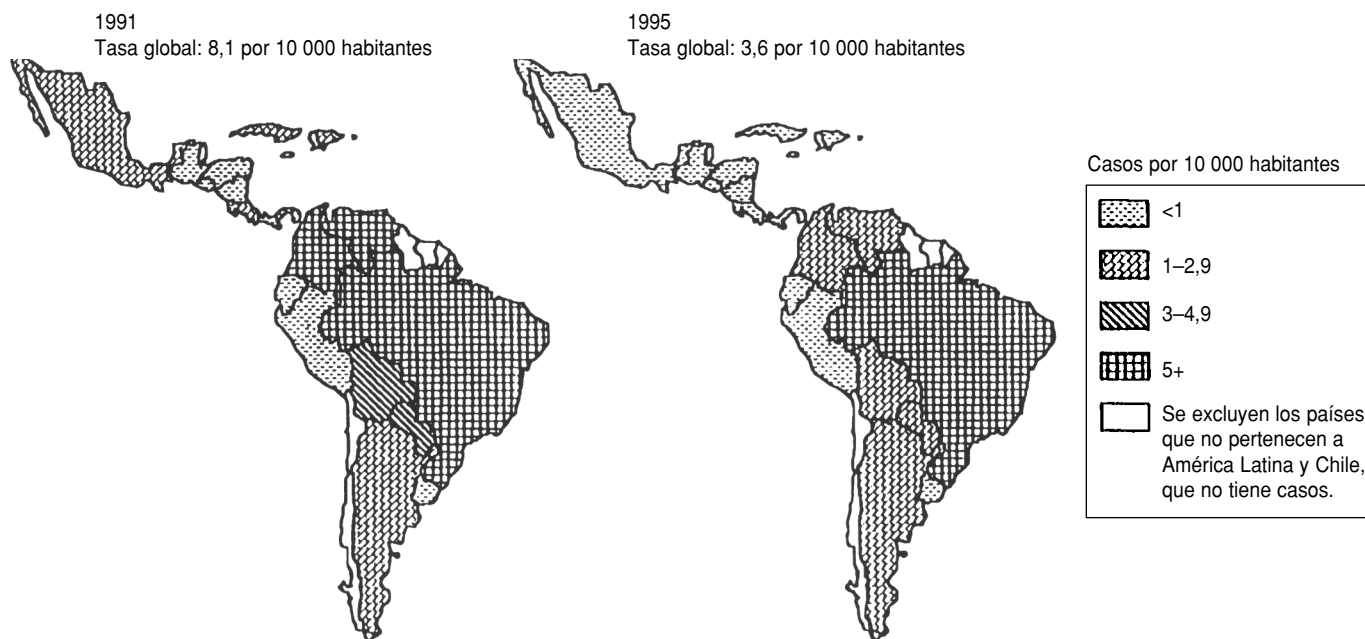 1991
Tasa global: 8,1 por 10 000 habitantes
1995
Tasa global: 3,6 por 10 000 habitantes
Casos por 10 000 habitantes
<1
1–2,9
3–4,9
5+
Se excluyen los países
que no pertenecen a
América Latina y Chile,
que no tiene casos.